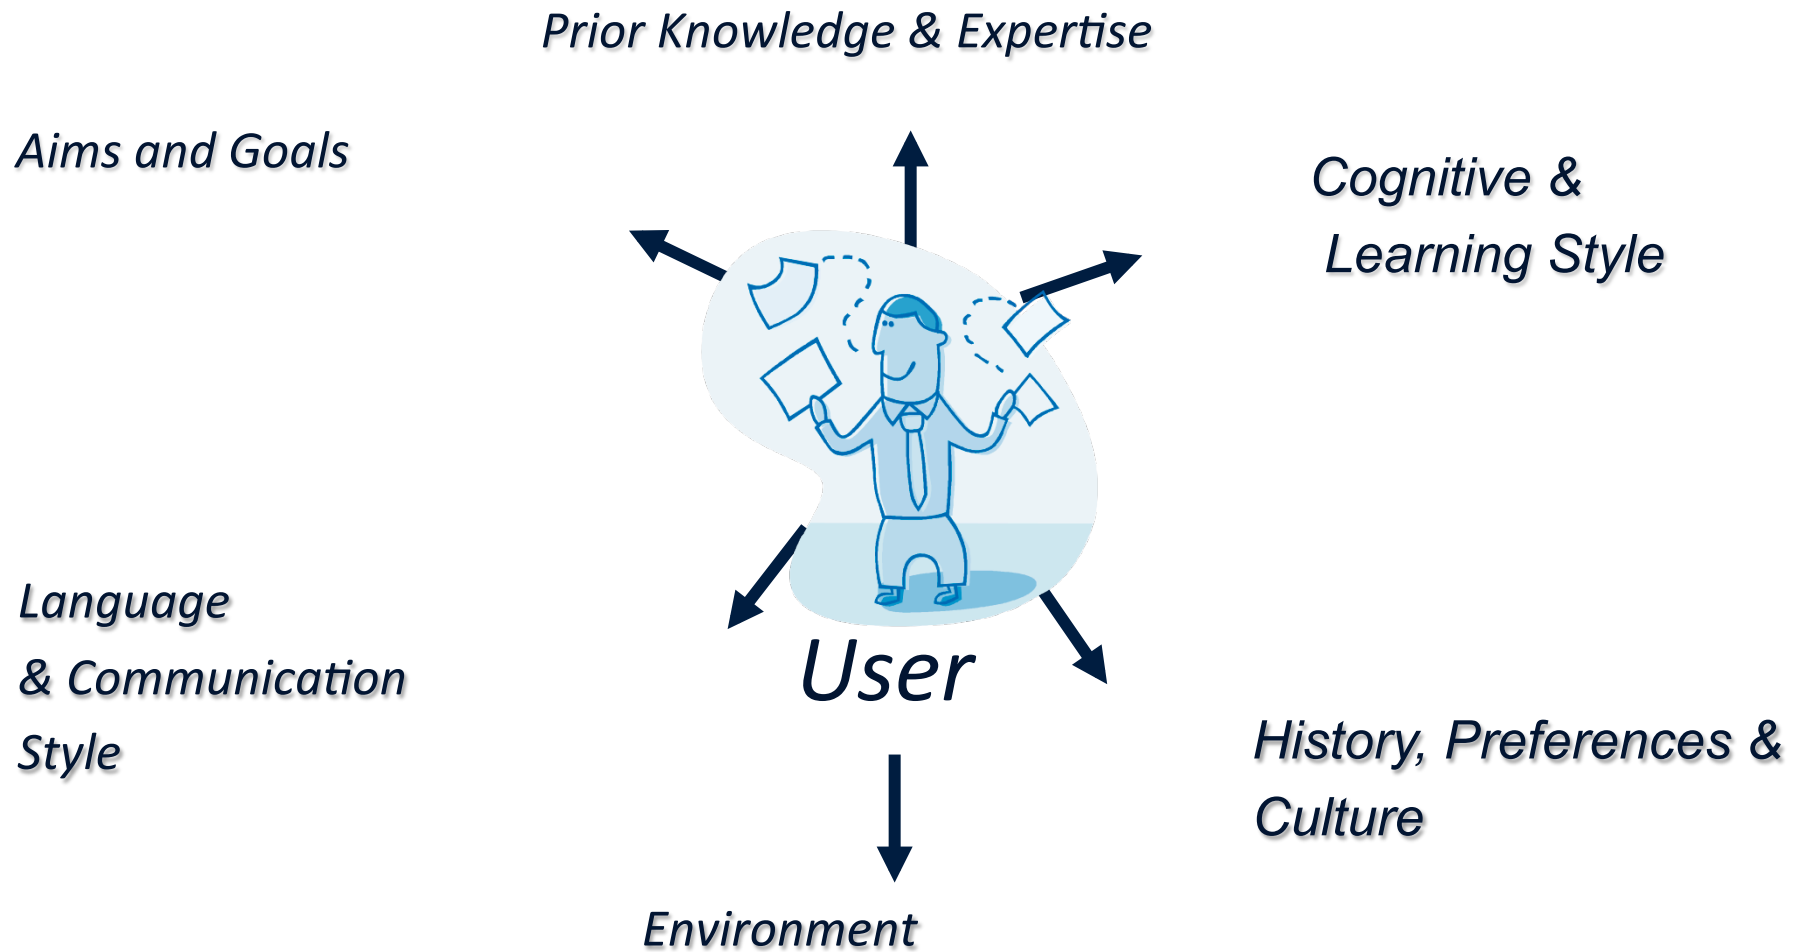 Prior Knowledge & Expertise
Aims and Goals
Cognitive &
Learning Style
Language
& Communication
Style
User
History, Preferences &
Culture
Environment